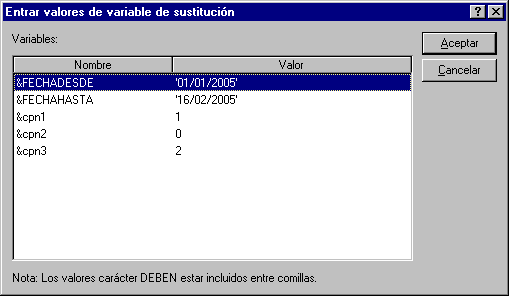 Entrar valores de variable de sustitución
Variables:
Aceptar
Cancelar
Nombre Valor
&FECHADESDE '01/01/2005'
&FECHAHASTA '16/02/2005'
&cpn1 1
&cpn2 0
&cpn3 2
Nota: Los valores carácter DEBEN estar incluidos entre comillas.